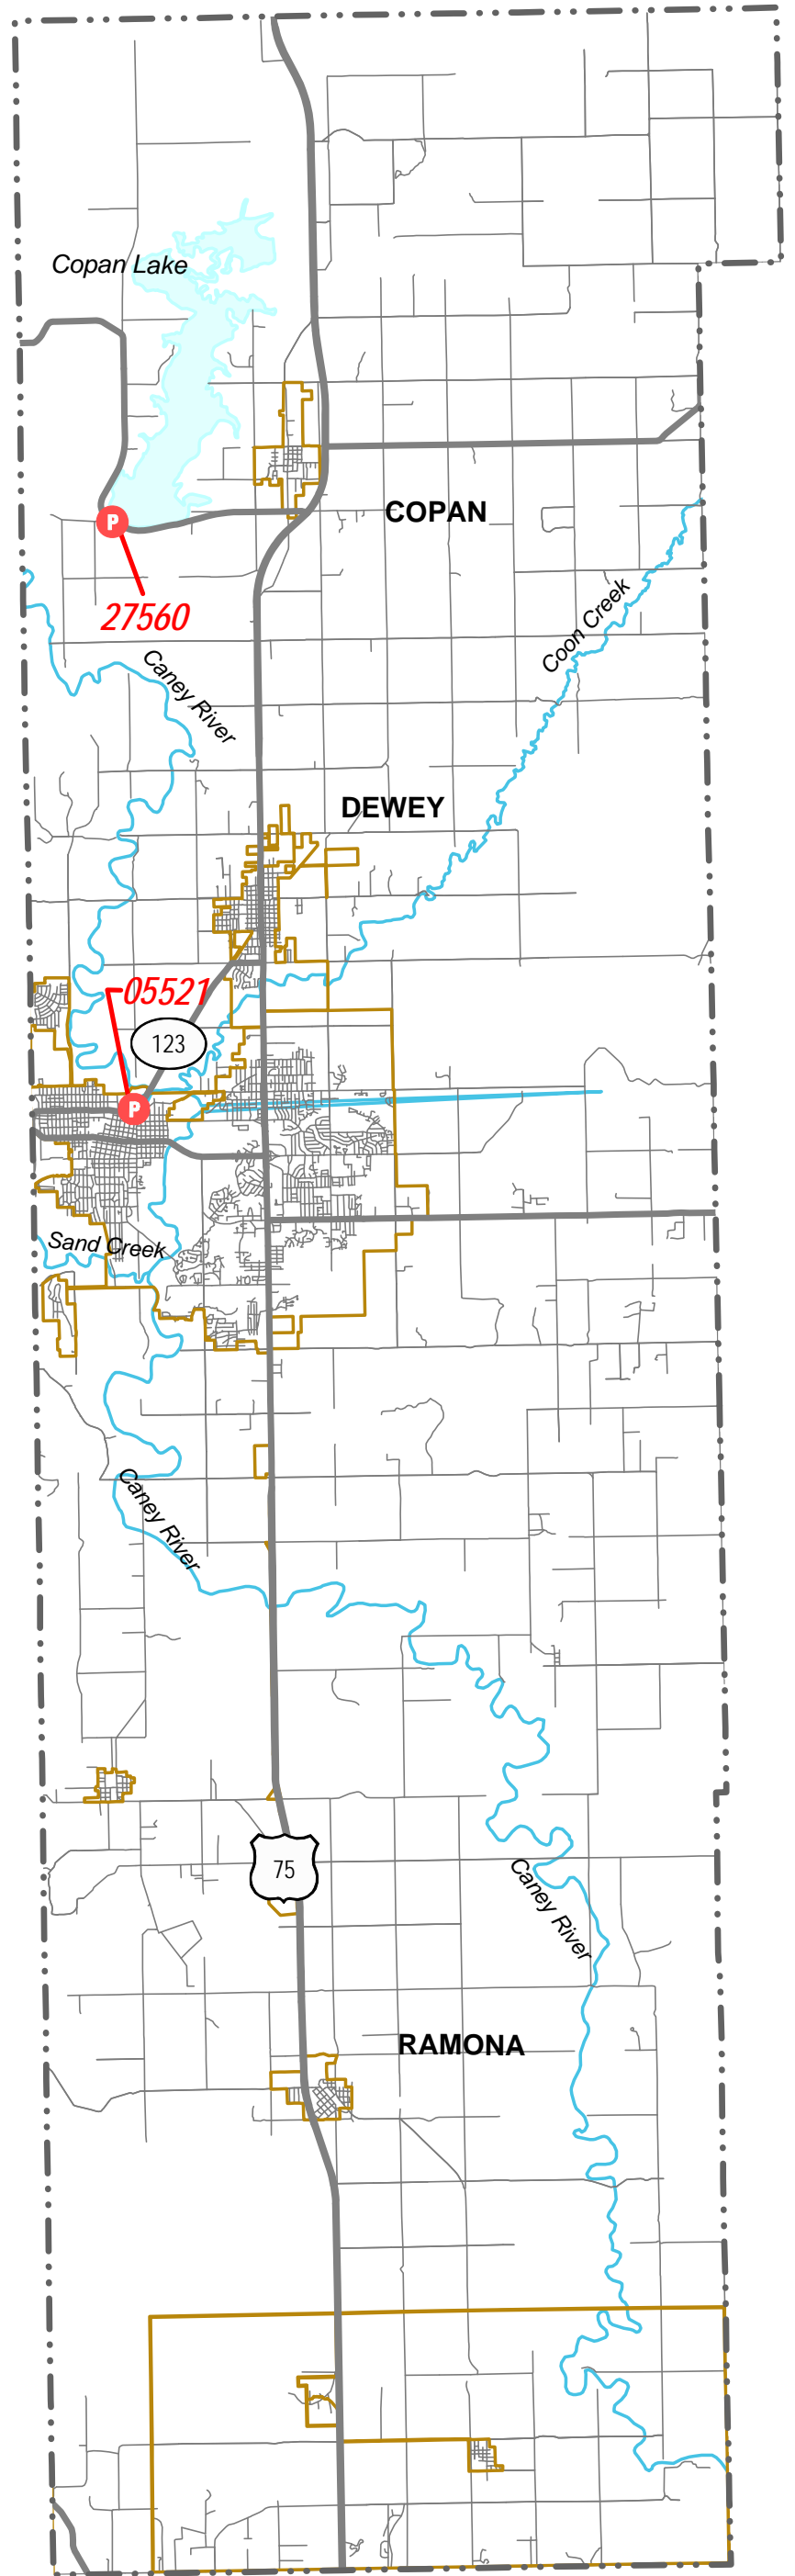 Copan Lake
COPAN
P
27560
Coon Creek
Caney River
DEWEY
05521
123
P
Sand Creek
Caney River
75
Caney River
RAMONA